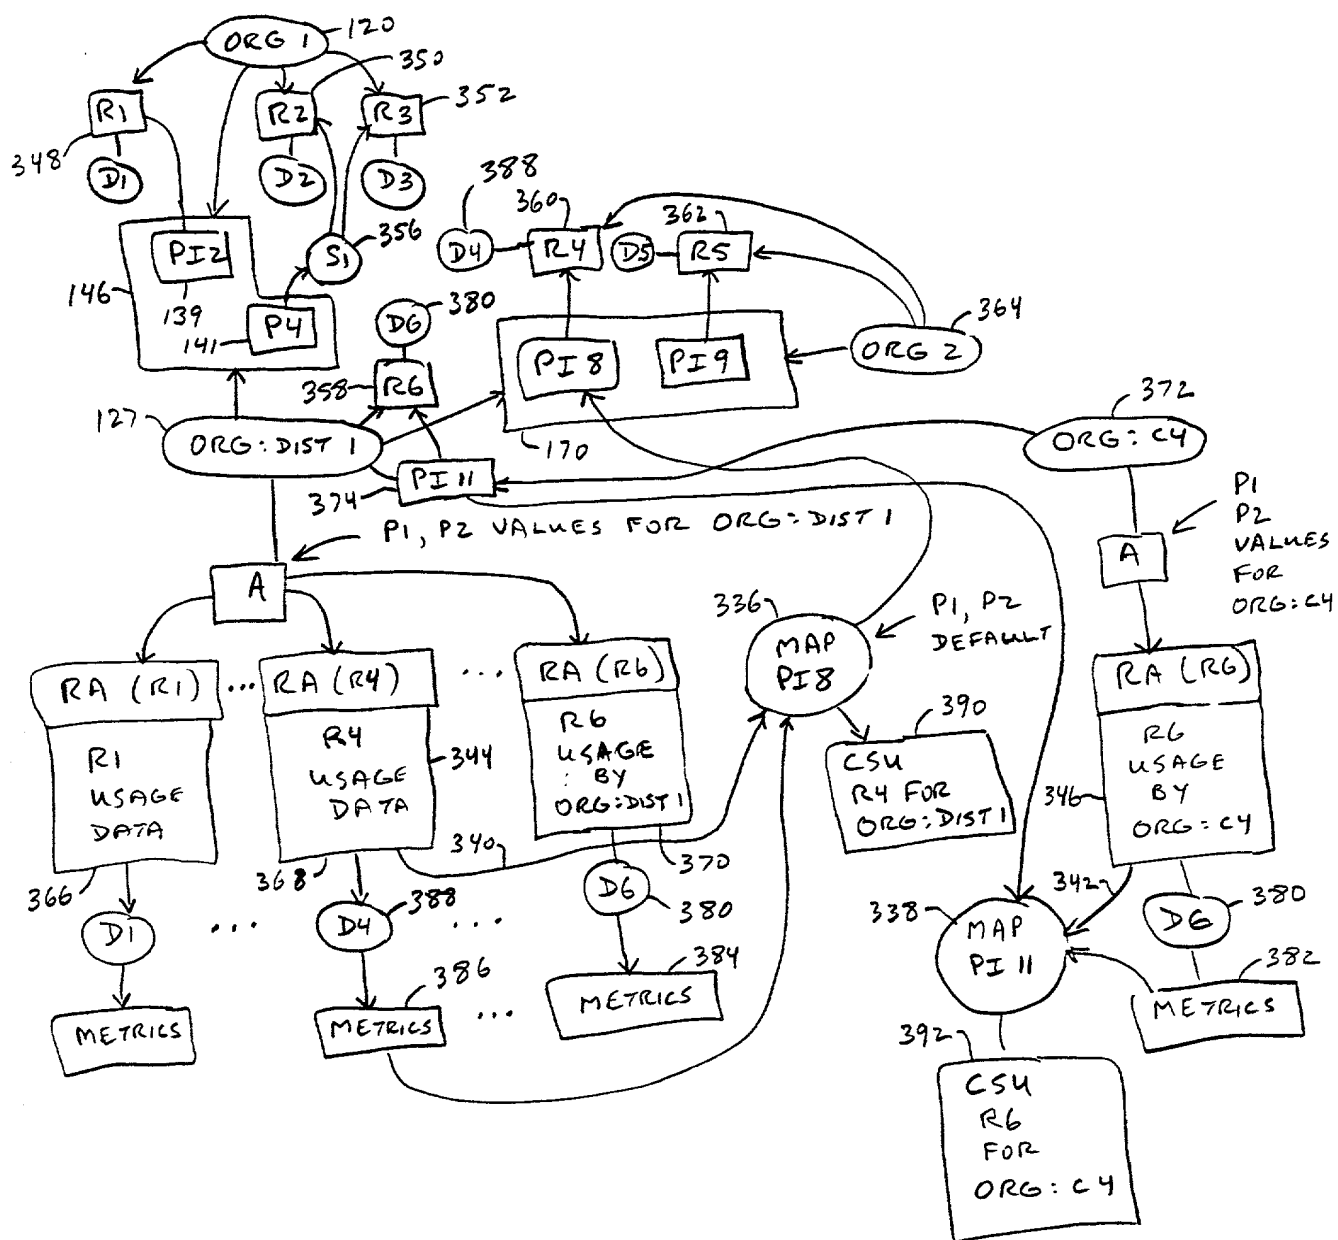 ORG 1
120
350
R1
R2
R3
352
348
D1
D2
D3
388
360
362
356
D4
R4
D5
R5
PI2
S1
146
139
P4
141
D6
380
364
PI 8
PI 9
ORG 2
358
R6
372
127
ORG: DIST 1
170
ORG: C4
PI 11
374
P1, P2 VALUES FOR ORG: DIST 1
P1
P2
VALUES
FOR
ORG: C4
A
A
336
P1, P2
DEFAULT
MAP
PI 8
RA (R1)
...
RA (R4)
...
RA (R6)
RA (R6)
R1
USAGE
DATA
R4
USAGE
DATA
344
R6
USAGE
: BY
ORG: DIST 1
390
CSU
R4 FOR
ORG: DIST 1
R6
USAGE
BY
ORG: C4
346
340
370
366
368
342
D1
...
D4
388
...
D6
380
338
MAP
PI 11
D6
380
METRICS
386
METRICS
...
384
METRICS
382
METRICS
392
CSU
R6
FOR
ORG: C4